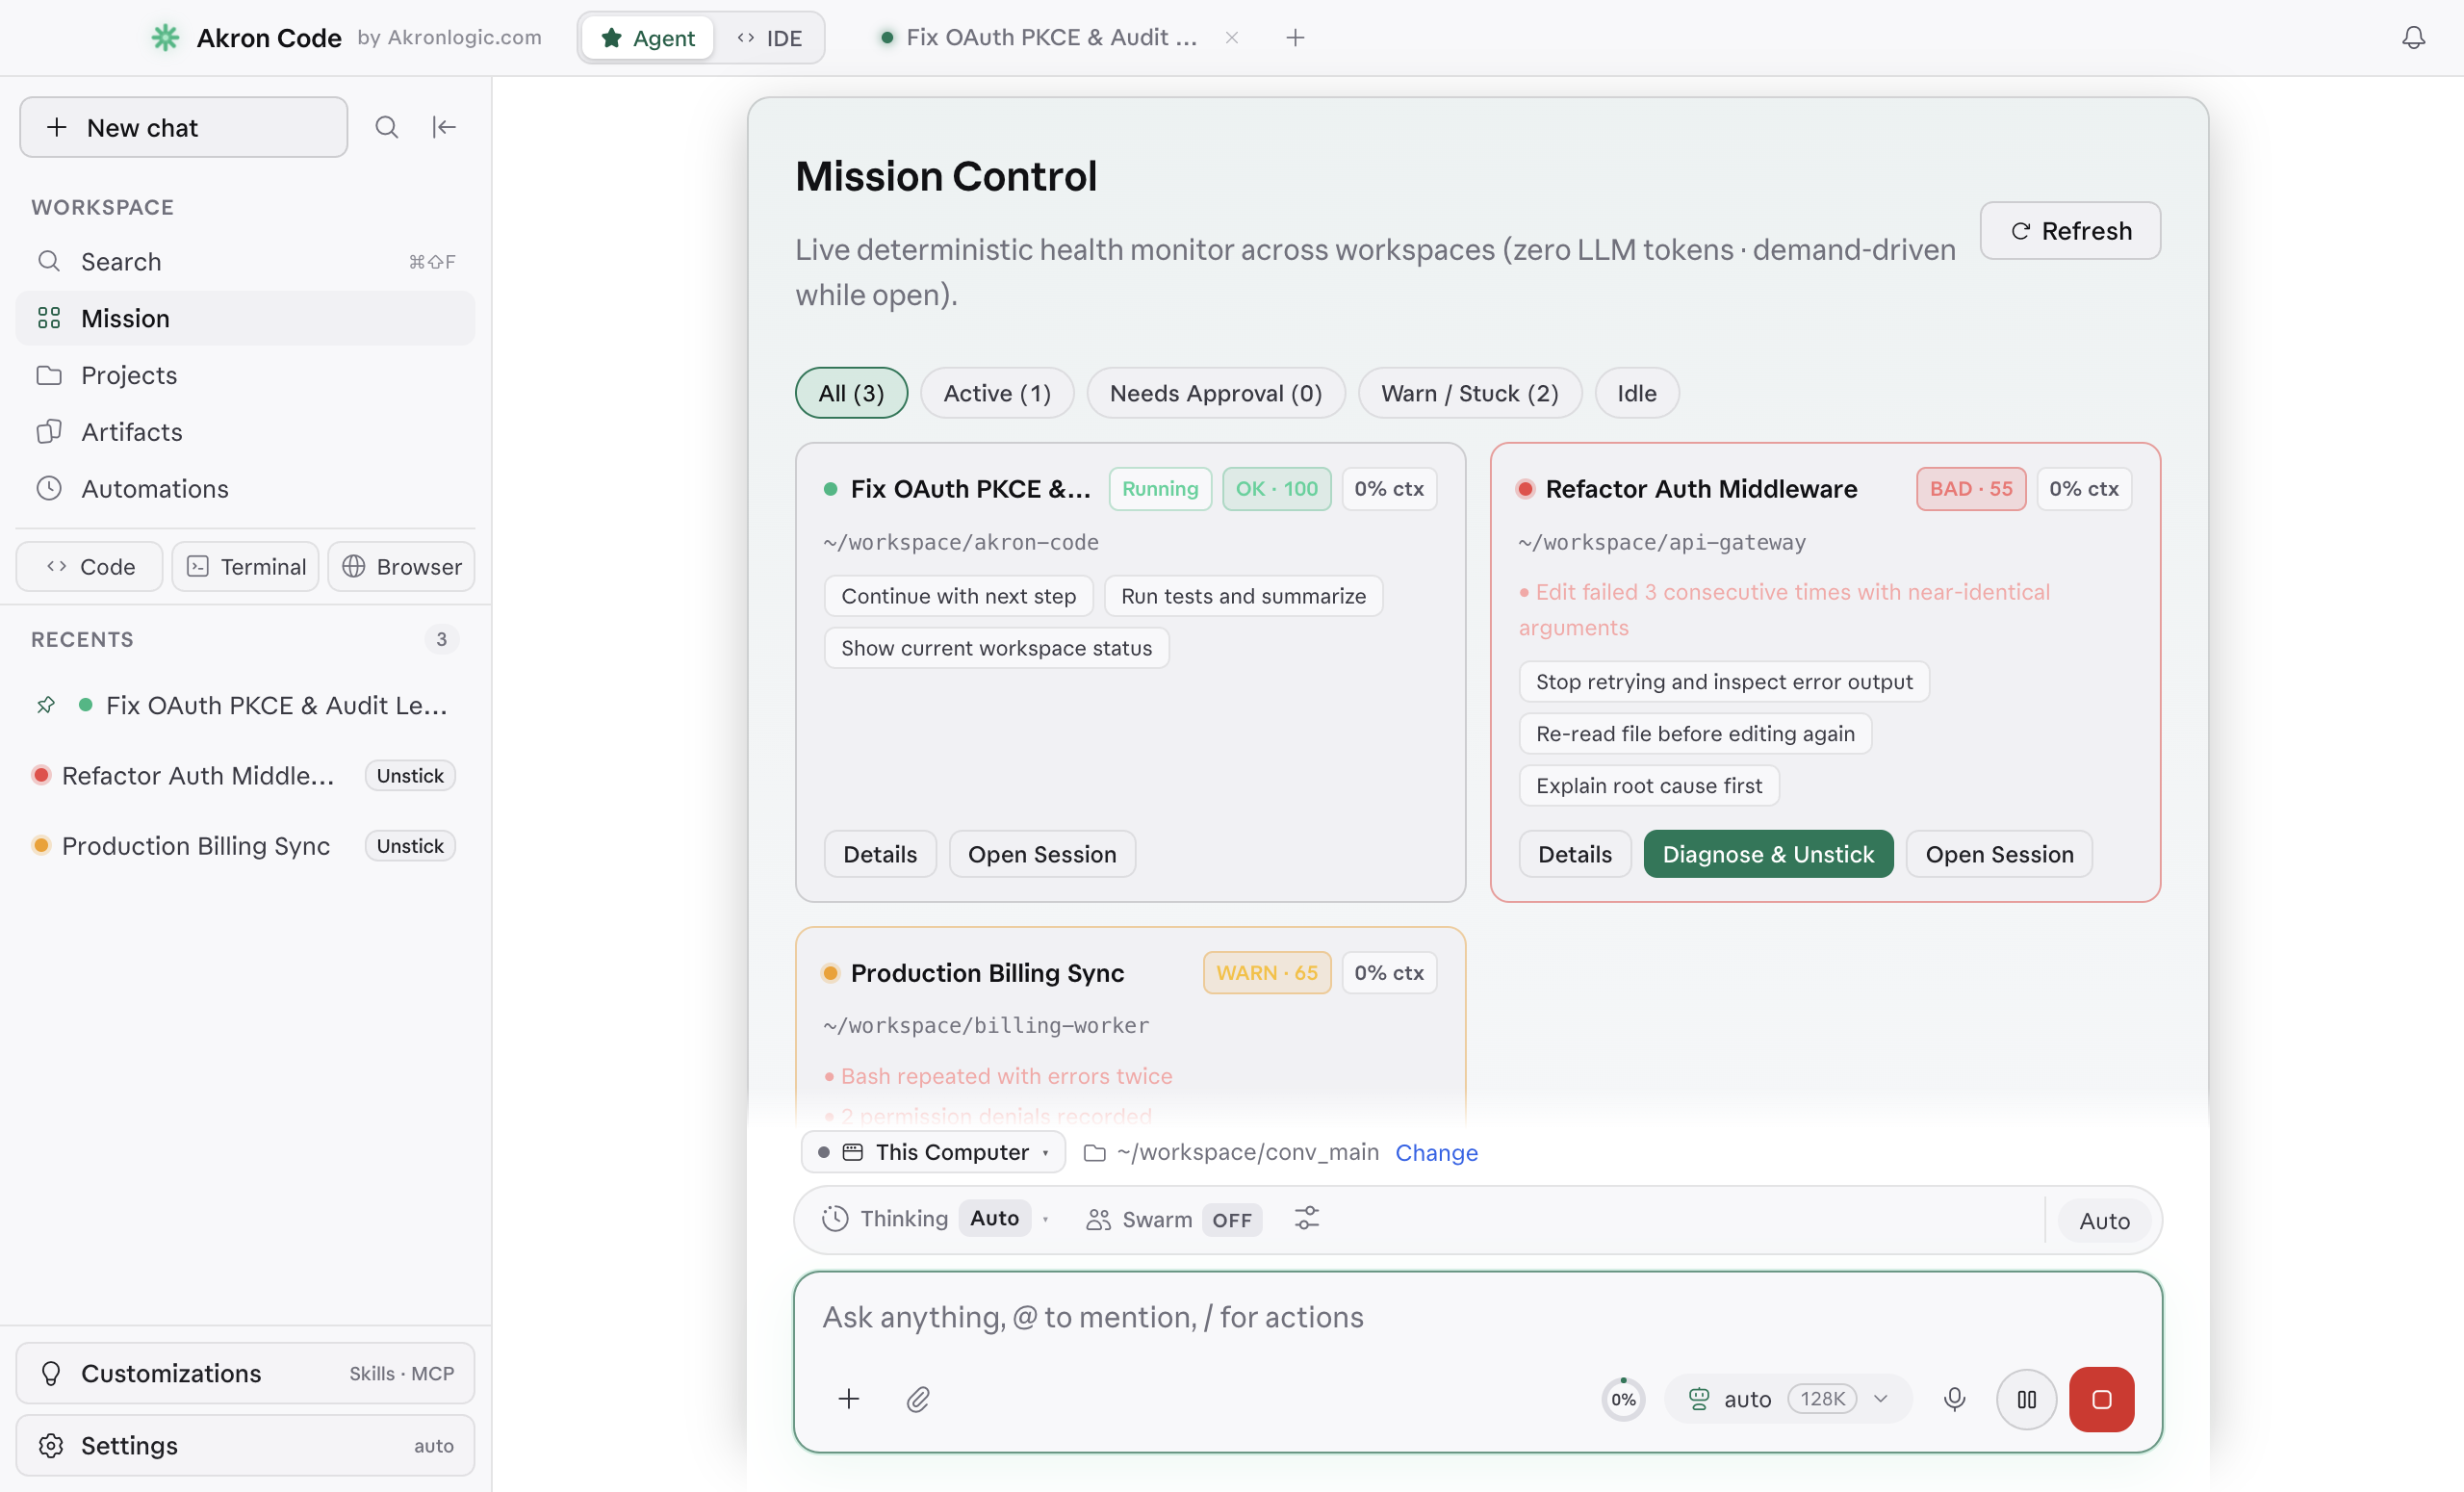 Akron Code by Akronlogic.com
Agent
IDE
Fix OAuth PKCE & Audit ...
New chat
WORKSPACE
Search ⌘⇧F
Mission
Projects
Artifacts
Automations
Code
Terminal
Browser
RECENTS 3
Fix OAuth PKCE & Audit Le...
Refactor Auth Middle... Unstick
Production Billing Sync Unstick
Customizations Skills · MCP
Settings auto
Mission Control
Live deterministic health monitor across workspaces (zero LLM tokens · demand-driven
while open).
Refresh
All (3)
Active (1)
Needs Approval (0)
Warn / Stuck (2)
Idle
Fix OAuth PKCE &... Running OK · 100 0% ctx
~/workspace/akron-code
Continue with next step
Run tests and summarize
Show current workspace status
Details
Open Session
Refactor Auth Middleware BAD · 55 0% ctx
~/workspace/api-gateway
• Edit failed 3 consecutive times with near-identical
arguments
Stop retrying and inspect error output
Re-read file before editing again
Explain root cause first
Details
Diagnose & Unstick
Open Session
Production Billing Sync WARN · 65 0% ctx
~/workspace/billing-worker
• Bash repeated with errors twice
• 2 permission denials recorded
This Computer
~/workspace/conv_main Change
Thinking Auto
Swarm OFF
Auto
Ask anything, @ to mention, / for actions
0%
auto 128K